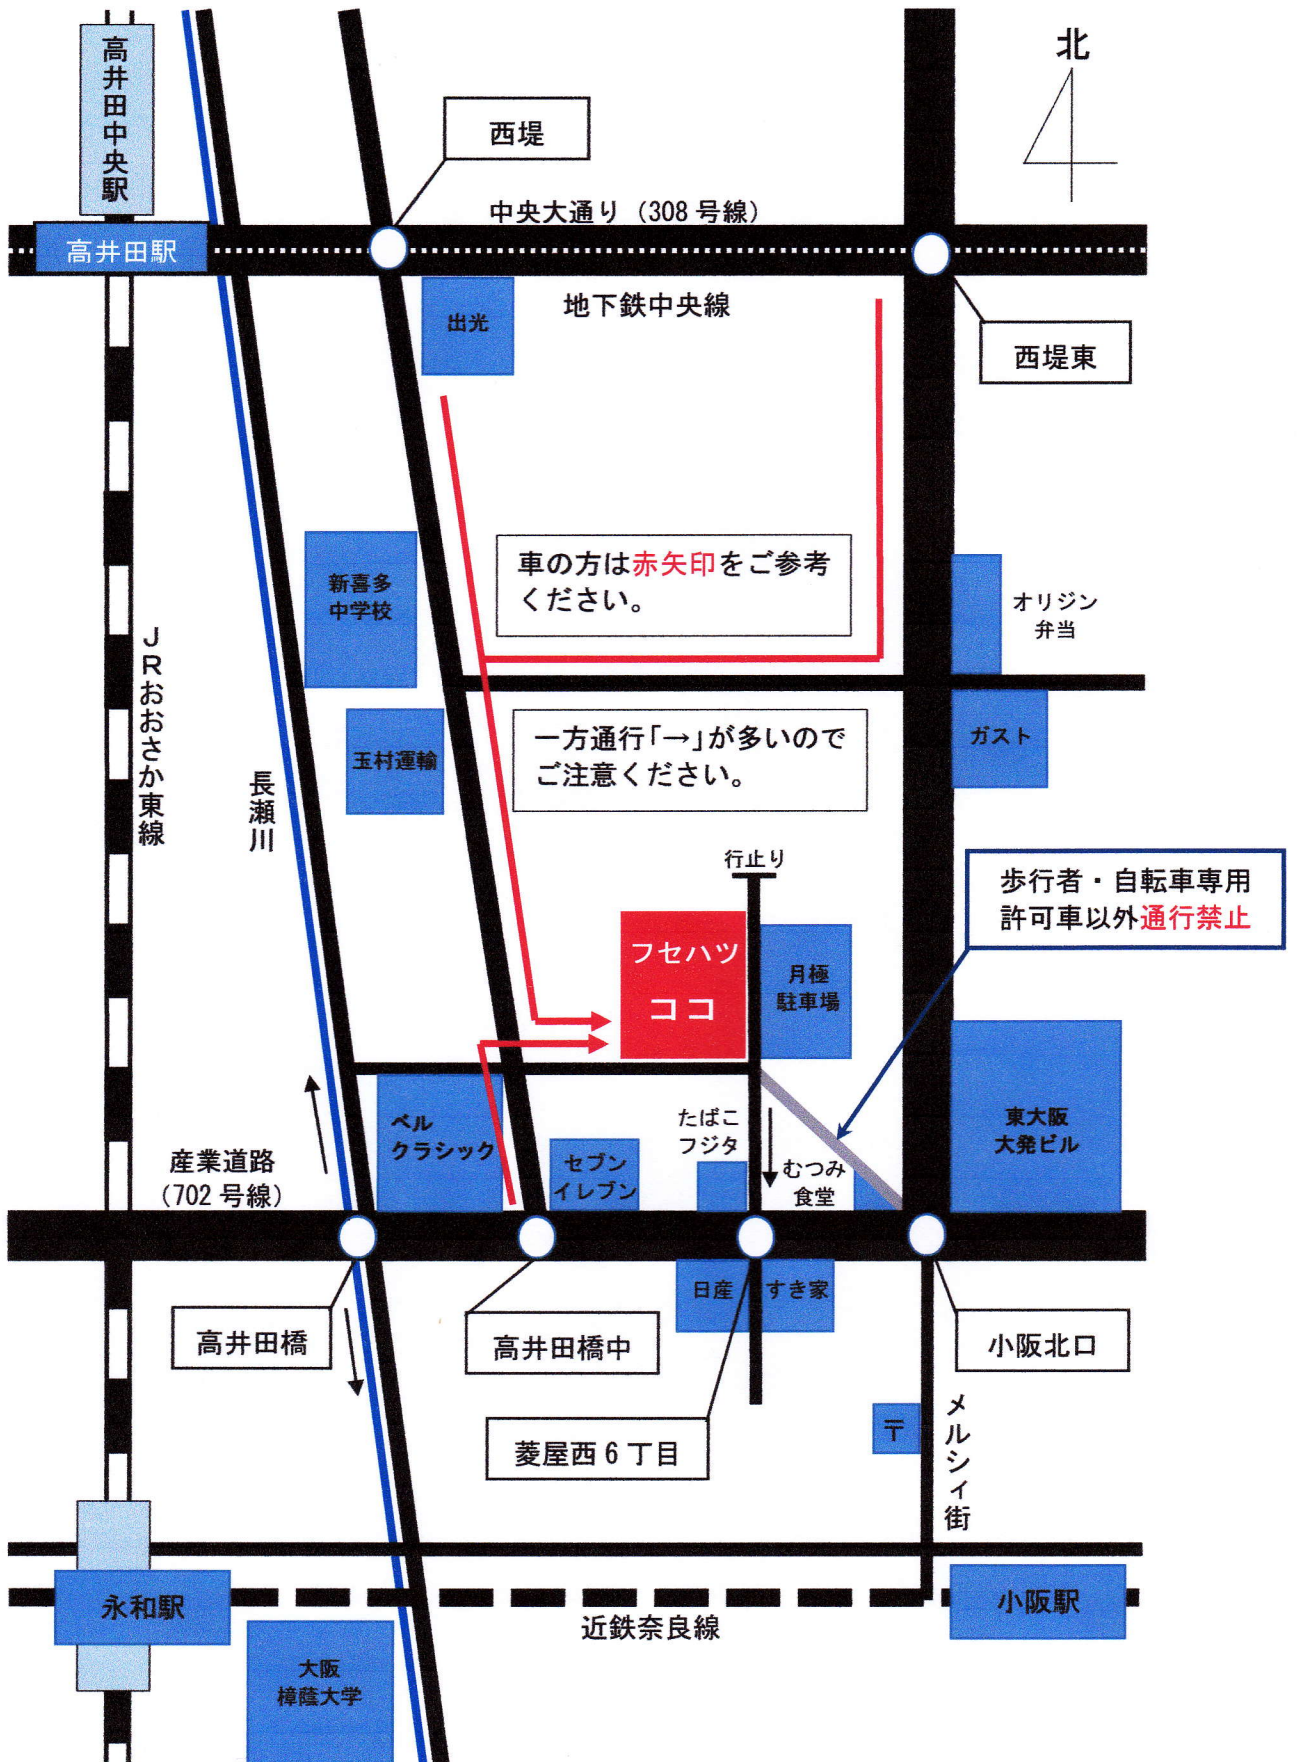 高井田中央駅
北
西堤
中央大通り（308 号線）
高井田駅
地下鉄中央線
出光
西堤東
車の方は赤矢印をご参考
ください。
新喜多
中学校
オリジン
弁当
ＪＲおおさか東線
一方通行「→」が多いので
ご注意ください。
ガスト
玉村運輸
長瀬川
行止り
歩行者・自転車専用
許可車以外通行禁止
フセハツ
ココ
月極
駐車場
ベル
クラシック
たばこ
フジタ
東大阪
大発ビル
産業道路
（702 号線）
セブン
イレブン
むつみ
食堂
日産
すき家
高井田橋
高井田橋中
小阪北口
菱屋西６丁目
〒
メルシィ街
永和駅
小阪駅
近鉄奈良線
大阪
樟蔭大学